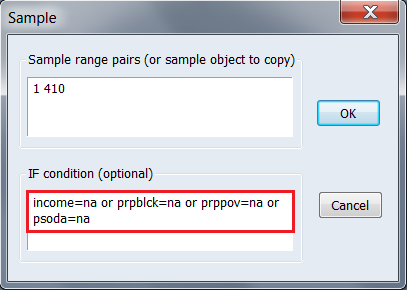 Sample
Sample range pairs (or sample object to copy)
1 410
OK
IF condition (optional)
income=na or prpblck=na or prppov=na or
psoda=na
Cancel